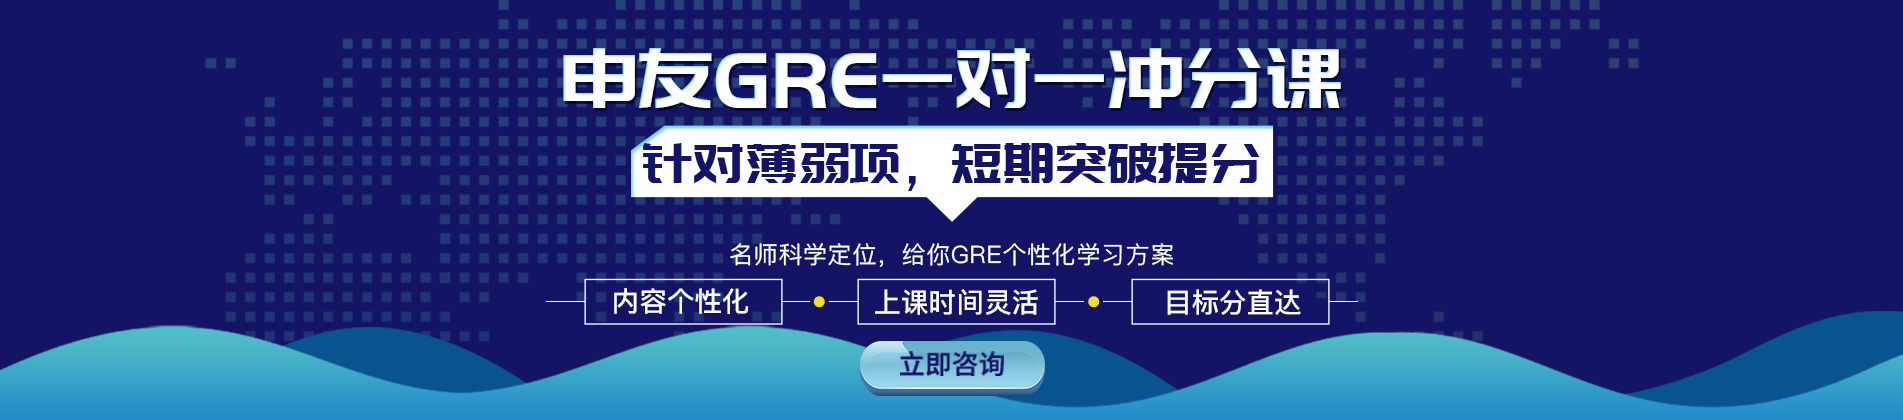 申友GRE一对一冲分课
针对薄弱项，短期突破提分
名师科学定位，给你GRE个性化学习方案
内容个性化 上课时间灵活 目标分直达
立即咨询